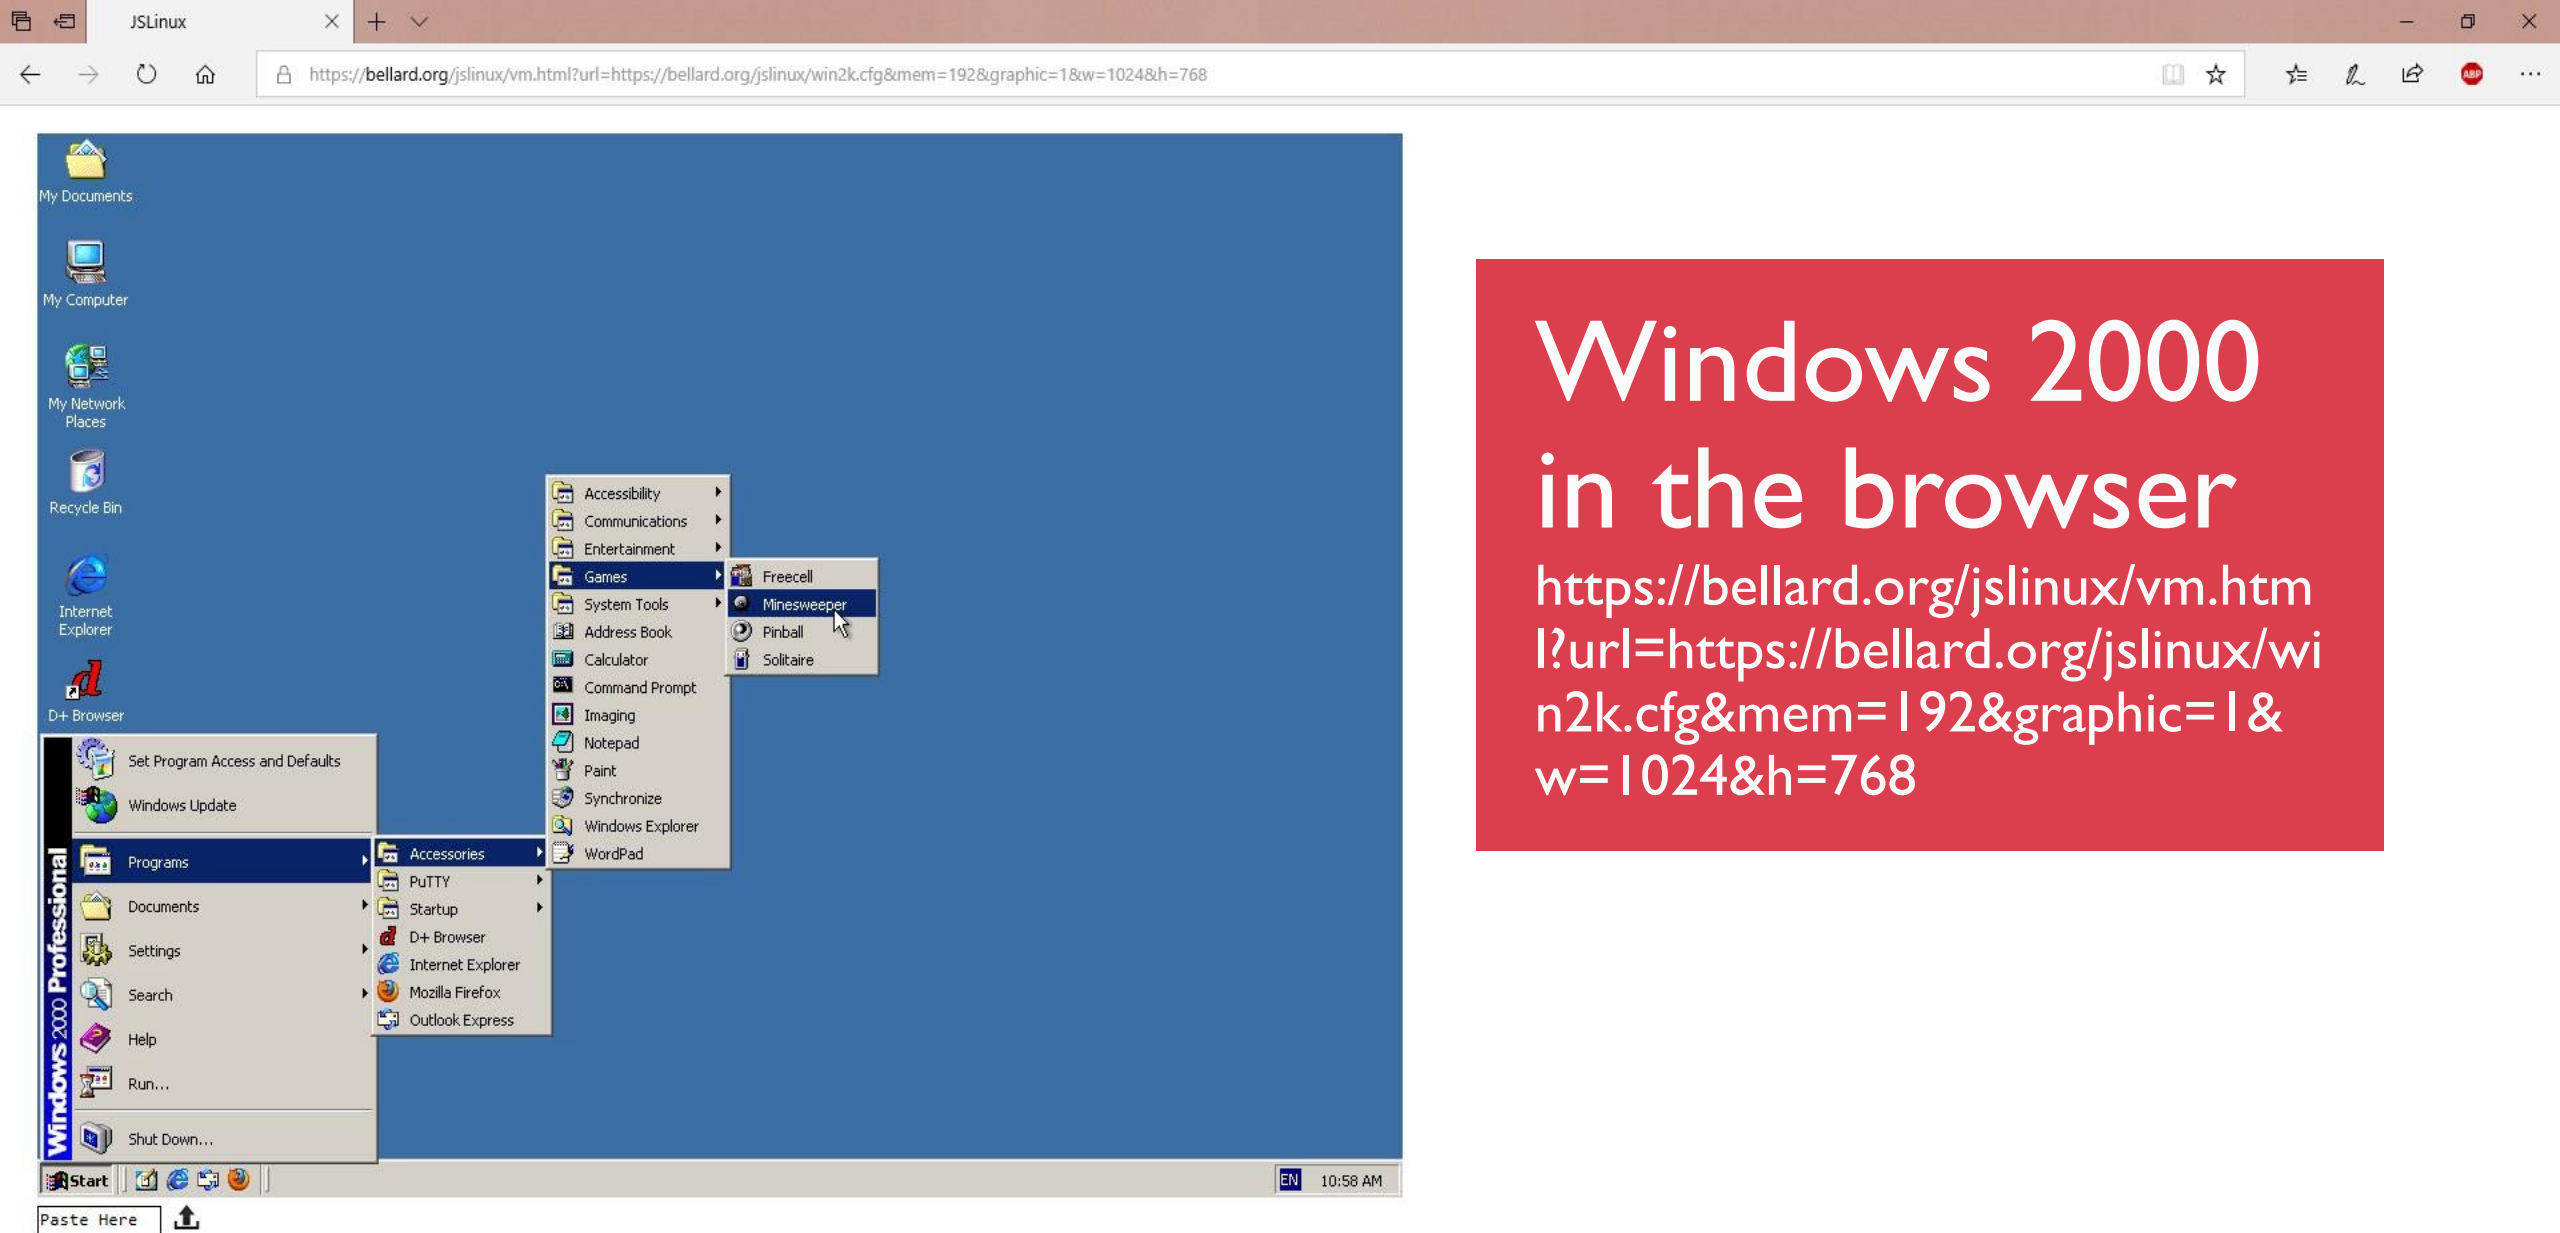 JSLinux
https://bellard.org/jslinux/vm.html?url=https://bellard.org/jslinux/win2k.cfg&mem=192&graphic=1&w=1024&h=768
ABP
My Documents
My Computer
My Network
Places
Recycle Bin
Internet
Explorer
D+ Browser
Windows 2000 Professional
Set Program Access and Defaults
Windows Update
Programs
Documents
Settings
Search
Help
Run...
Shut Down...
Accessories
PuTTY
Startup
D+ Browser
Internet Explorer
Mozilla Firefox
Outlook Express
Accessibility
Communications
Entertainment
Games
System Tools
Address Book
Calculator
Command Prompt
Imaging
Notepad
Paint
Synchronize
Windows Explorer
WordPad
Freecell
Minesweeper
Pinball
Solitaire
Start
EN
10:58 AM
Paste Here
Windows 2000
in the browser
https://bellard.org/jslinux/vm.htm
l?url=https://bellard.org/jslinux/wi
n2k.cfg&mem=192&graphic=1&
w=1024&h=768